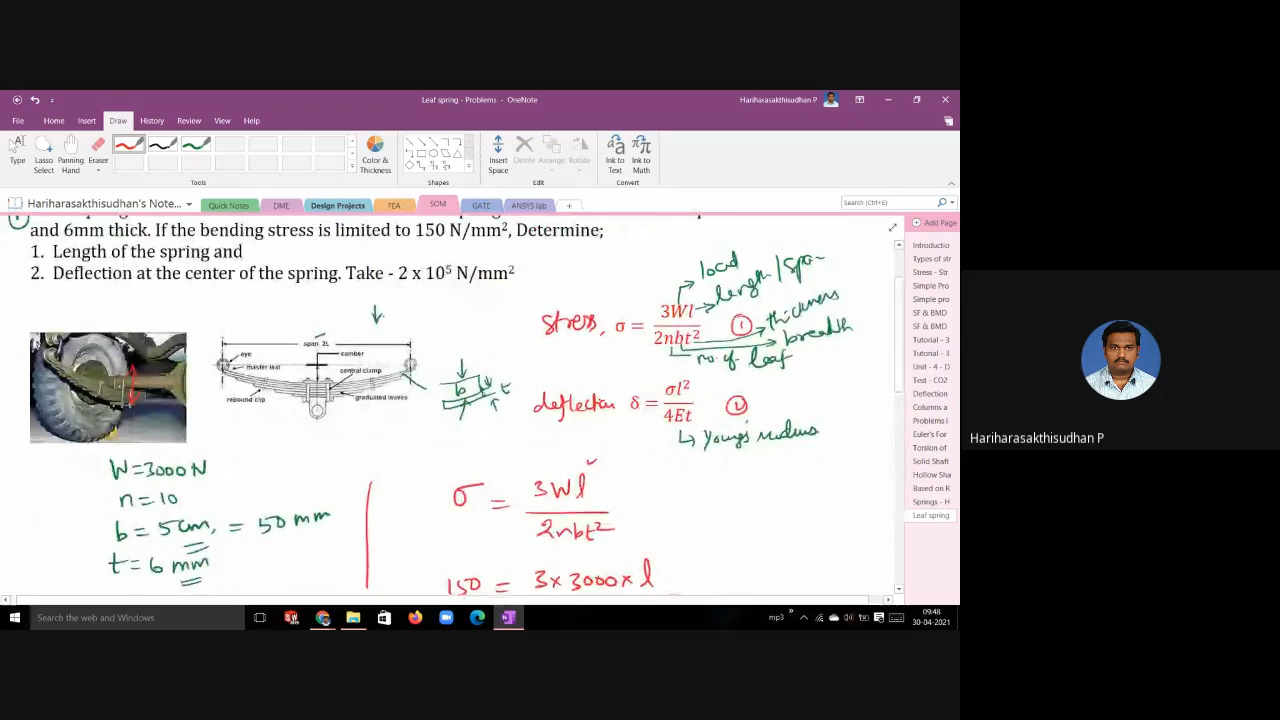 Leaf spring - Problems - OneNote
Hariharasakthisudhan P
File Home Insert Draw History Review View Help
Type
Lasso Select
Panning Hand
Eraser
Color & Thickness
Insert Space
Delete
Arrange
Rotate
Ink to Text
Ink to Math
Tools
Shapes
Edit
Convert
Hariharasakthisudhan's Note...
Quick Notes DME Design Projects FEA SOM GATE ANSYS lab
Search (Ctrl+E)
Add Page
and 6mm thick. If the bending stress is limited to 150 N/mm², Determine;
1. Length of the spring and
2. Deflection at the center of the spring. Take - 2 x 10⁵ N/mm²
span 2L
eye
camber
master leaf
central clamp
rebound clip
graduated leaves
b
t
load
length/span
thickness
breadth
no. of leaf
stress, σ = 3Wl / 2nbt² ①
deflection δ = σl² / 4Et ②
↳ Young's modulus
W = 3000 N
n = 10
b = 5 cm, = 50 mm
t = 6 mm
σ = 3Wl / 2nbt²
150 = 3 x 3000 x l
Introductio
Types of str
Stress - Str
Simple Pro
Simple pro
SF & BMD
SF & BMD
Tutorial - 3
Tutorial - 3
Unit - 4 - D
Test - CO2
Deflection
Columns a
Problems i
Euler's For
Torsion of
Solid Shaft
Hollow Sha
Based on R
Springs - H
Leaf spring
Hariharasakthisudhan P
Search the web and Windows
mp3
09:48
30-04-2021